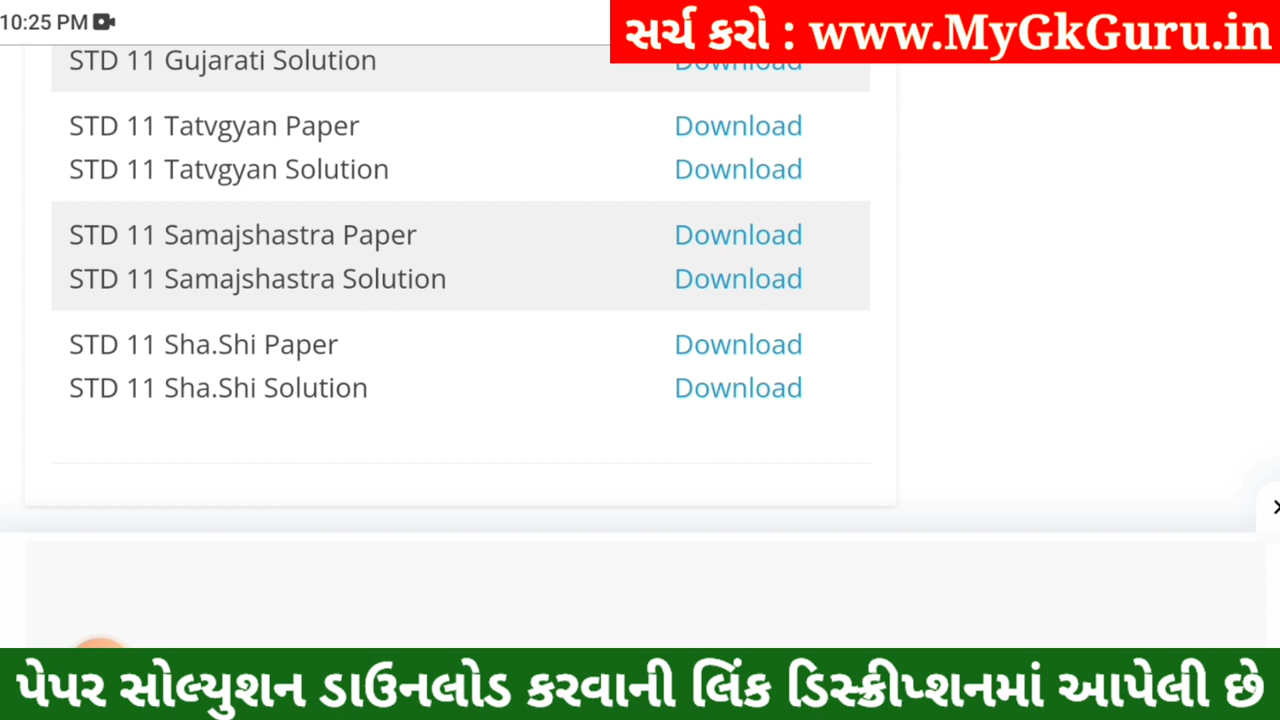 10:25 PM
સર્ચ કરો : www.MyGkGuru.in
STD 11 Gujarati Solution Download
STD 11 Tatvgyan Paper Download
STD 11 Tatvgyan Solution Download
STD 11 Samajshastra Paper Download
STD 11 Samajshastra Solution Download
STD 11 Sha.Shi Paper Download
STD 11 Sha.Shi Solution Download
પેપર સોલ્યુશન ડાઉનલોડ કરવાની લિંક ડિસ્ક્રીપ્શનમાં આપેલી છે